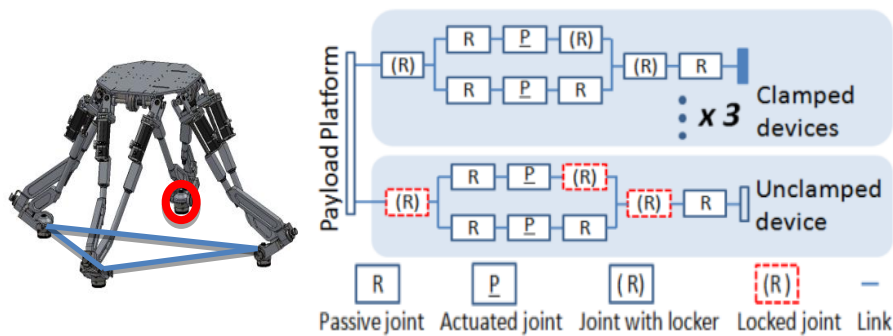 R P (R)
(R) (R) R
R P R
Payload Platform
x 3
Clamped
devices
R P (R)
(R) (R) R
R P R
Unclamped
device
R P (R) (R)
Passive joint Actuated joint Joint with locker Locked joint Link